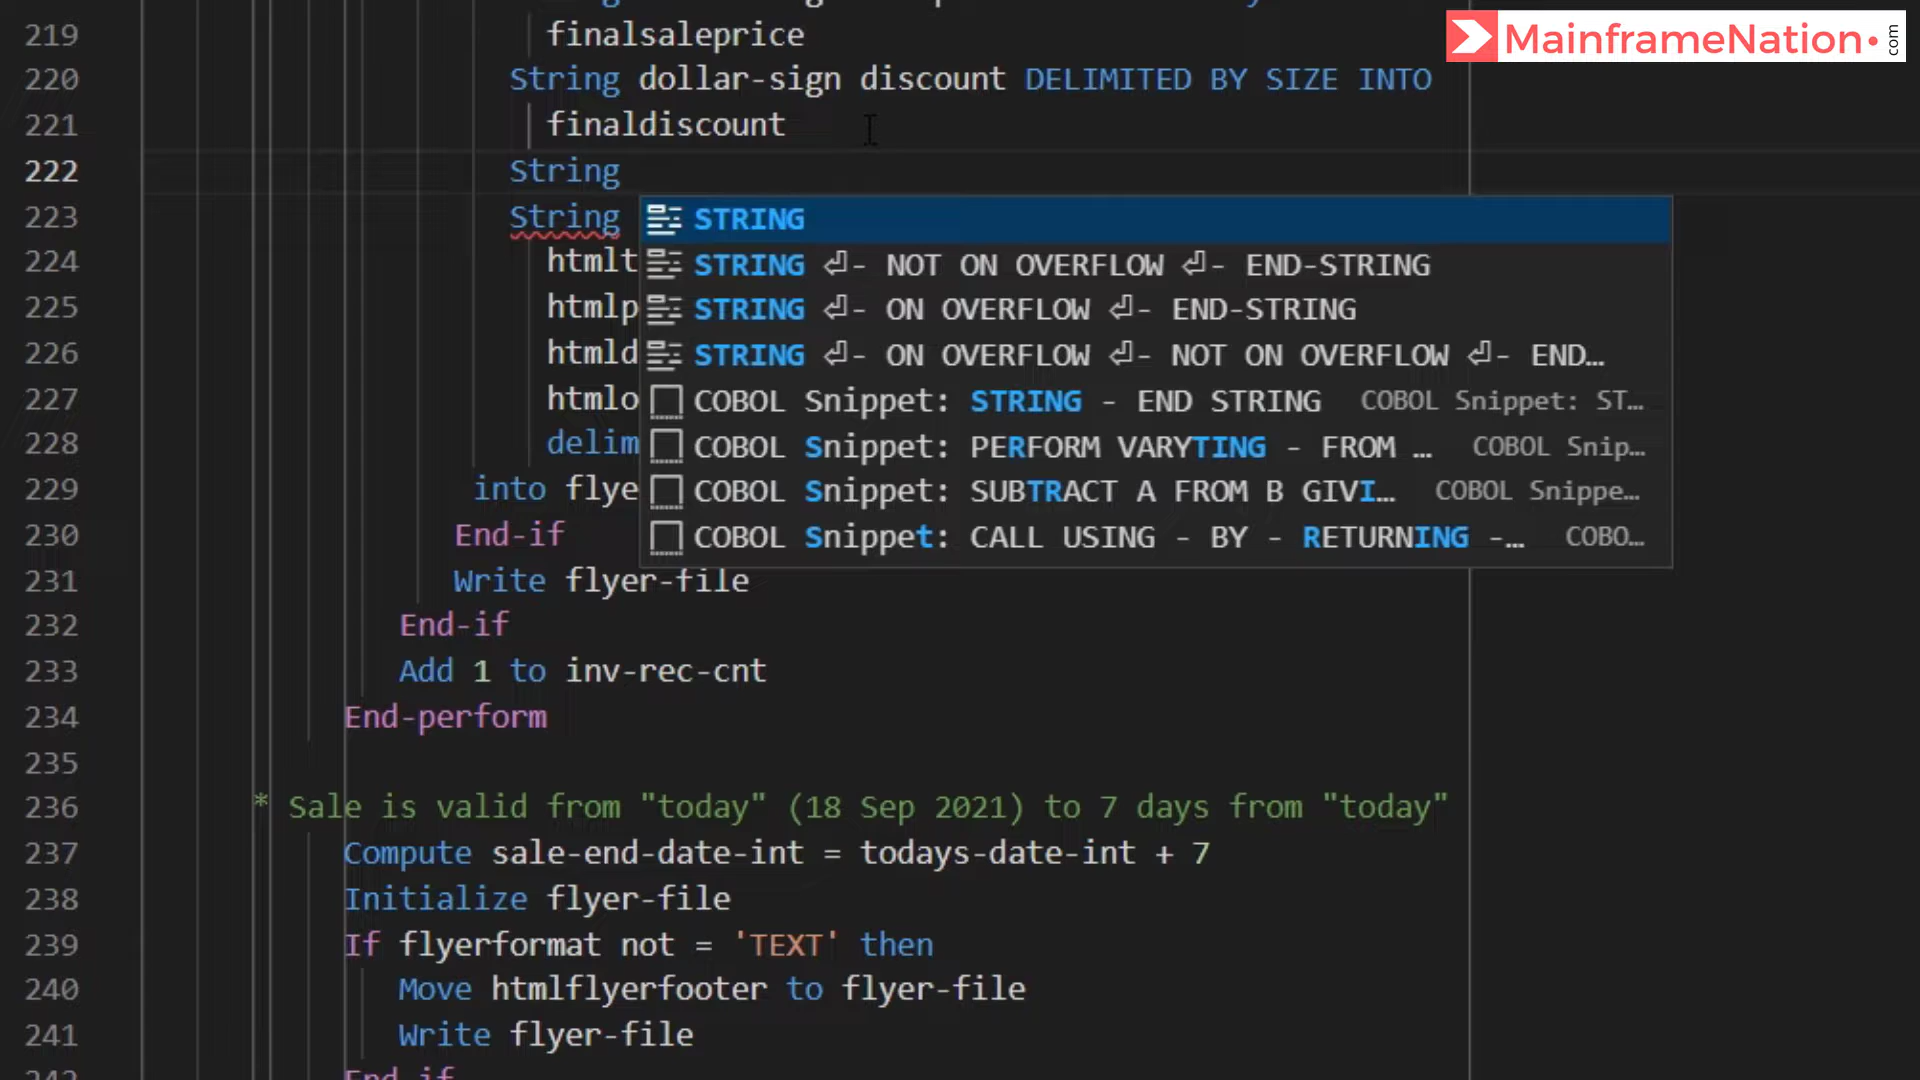 MainframeNation.com
219 finalsaleprice
220 String dollar-sign discount DELIMITED BY SIZE INTO
221 finaldiscount
222 String
223 String
STRING
224 htmlt
STRING ⏎- NOT ON OVERFLOW ⏎- END-STRING
225 htmlp
STRING ⏎- ON OVERFLOW ⏎- END-STRING
226 htmld
STRING ⏎- ON OVERFLOW ⏎- NOT ON OVERFLOW ⏎- END…
227 htmlo
COBOL Snippet: STRING - END STRING COBOL Snippet: ST…
228 delim
COBOL Snippet: PERFORM VARYTING - FROM … COBOL Snip…
229 into flye
COBOL Snippet: SUBTRACT A FROM B GIVI… COBOL Snippe…
230 End-if
COBOL Snippet: CALL USING - BY - RETURNING -… COBO…
231 Write flyer-file
232 End-if
233 Add 1 to inv-rec-cnt
234 End-perform
235
236 * Sale is valid from "today" (18 Sep 2021) to 7 days from "today"
237 Compute sale-end-date-int = todays-date-int + 7
238 Initialize flyer-file
239 If flyerformat not = 'TEXT' then
240 Move htmlflyerfooter to flyer-file
241 Write flyer-file
242 End-if